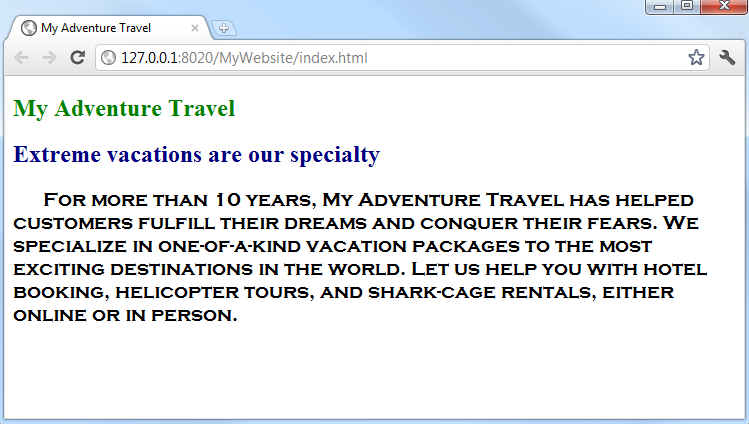 My Adventure Travel
127.0.0.1:8020/MyWebsite/index.html
My Adventure Travel
Extreme vacations are our specialty
For more than 10 years, My Adventure Travel has helped
customers fulfill their dreams and conquer their fears. We
specialize in one-of-a-kind vacation packages to the most
exciting destinations in the world. Let us help you with hotel
booking, helicopter tours, and shark-cage rentals, either
online or in person.